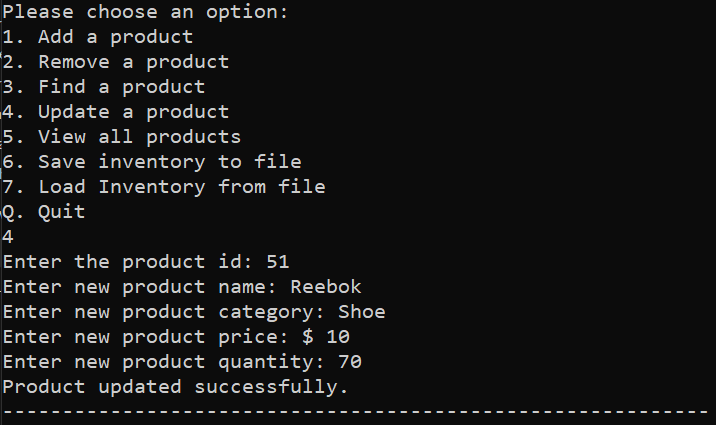 Please choose an option:
1. Add a product
2. Remove a product
3. Find a product
4. Update a product
5. View all products
6. Save inventory to file
7. Load Inventory from file
Q. Quit
4
Enter the product id: 51
Enter new product name: Reebok
Enter new product category: Shoe
Enter new product price: $ 10
Enter new product quantity: 70
Product updated successfully.
-----------------------------------------------------------